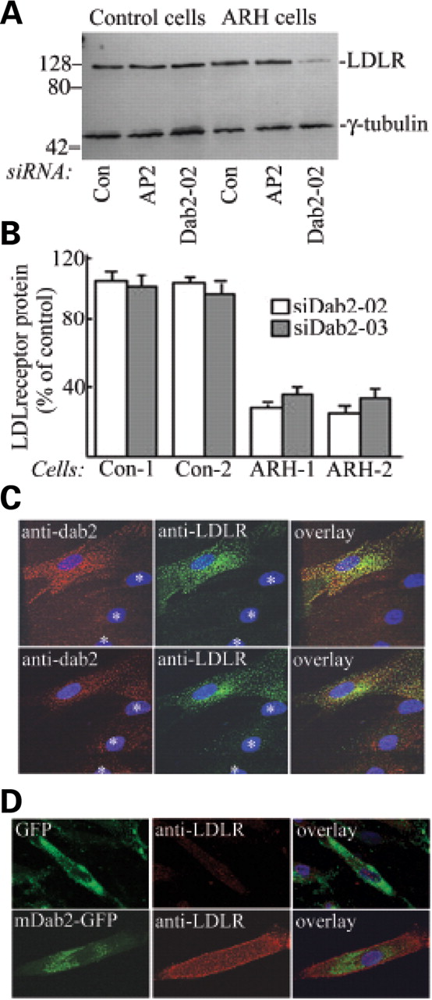 A
Control cells ARH cells
128
80
42
-LDLR
-γ-tubulin
siRNA:
Con
AP2
Dab2-02
Con
AP2
Dab2-02
B
LDLreceptor protein
(% of control)
120
80
40
siDab2-02
siDab2-03
Cells: Con-1 Con-2 ARH-1 ARH-2
C
anti-dab2 anti-LDLR overlay
*
*
*
*
*
*
anti-dab2 anti-LDLR overlay
*
*
*
*
*
*
D
GFP anti-LDLR overlay
mDab2-GFP anti-LDLR overlay